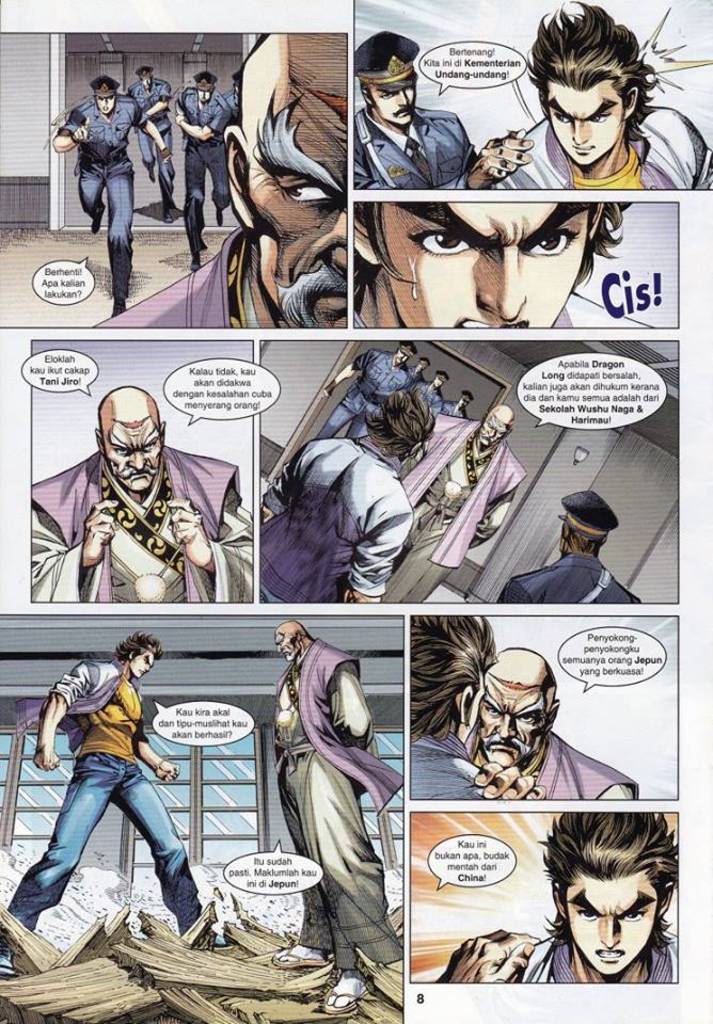 Berhenti!
Apa kalian
lakukan?
Bertenang!
Kita ini di Kementerian
Undang-undang!
Cis!
Eloklah
kau ikut cakap
Tani Jiro!
Kalau tidak, kau
akan didakwa
dengan kesalahan cuba
menyerang orang!
Apabila Dragon
Long didapati bersalah,
kalian juga akan dihukum kerana
dia dan kamu semua adalah dari
Sekolah Wushu Naga &
Harimau!
Kau kira akal
dan tipu-muslihat kau
akan berhasil?
Itu sudah
pasti. Maklumlah kau
ini di Jepun!
Penyokong-
penyokongku
semuanya orang Jepun
yang berkuasa!
Kau ini
bukan apa, budak
mentah dari
China!
8